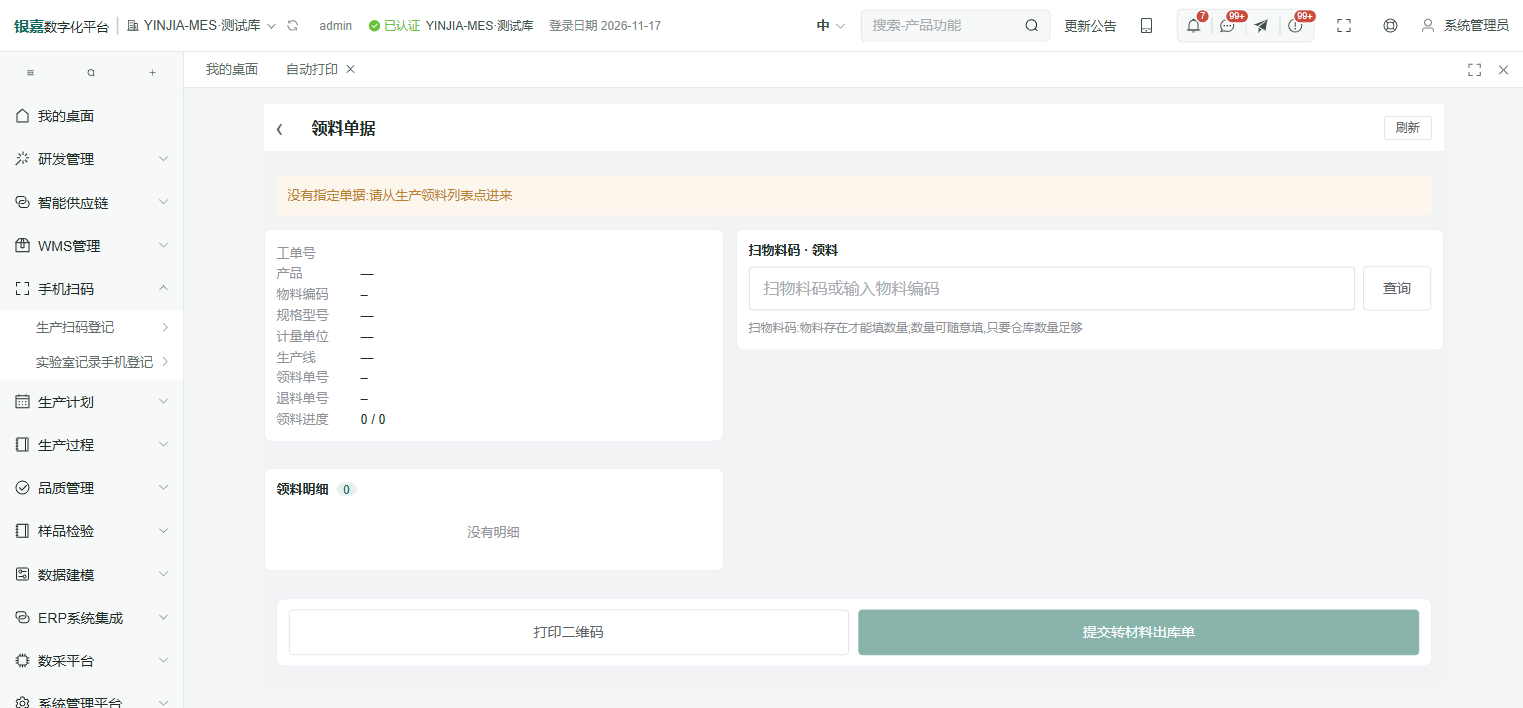 银嘉数字化平台 YINJIA-MES·测试库 admin 已认证 YINJIA-MES·测试库 登录日期 2026-11-17 中 搜索-产品功能 更新公告 7 99+ 99+ 系统管理员
我的桌面 自动打印
我的桌面
研发管理
智能供应链
WMS管理
手机扫码
生产扫码登记
实验室记录手机登记
生产计划
生产过程
品质管理
样品检验
数据建模
ERP系统集成
数采平台
系统管理平台
领料单据 刷新
没有指定单据:请从生产领料列表点进来
工单号
产品 —
物料编码 –
规格型号 —
计量单位 —
生产线 —
领料单号 –
退料单号 –
领料进度 0 / 0
扫物料码 · 领料
扫物料码或输入物料编码 查询
扫物料码:物料存在才能填数量;数量可随意填,只要仓库数量足够
领料明细 0
没有明细
打印二维码 提交转材料出库单